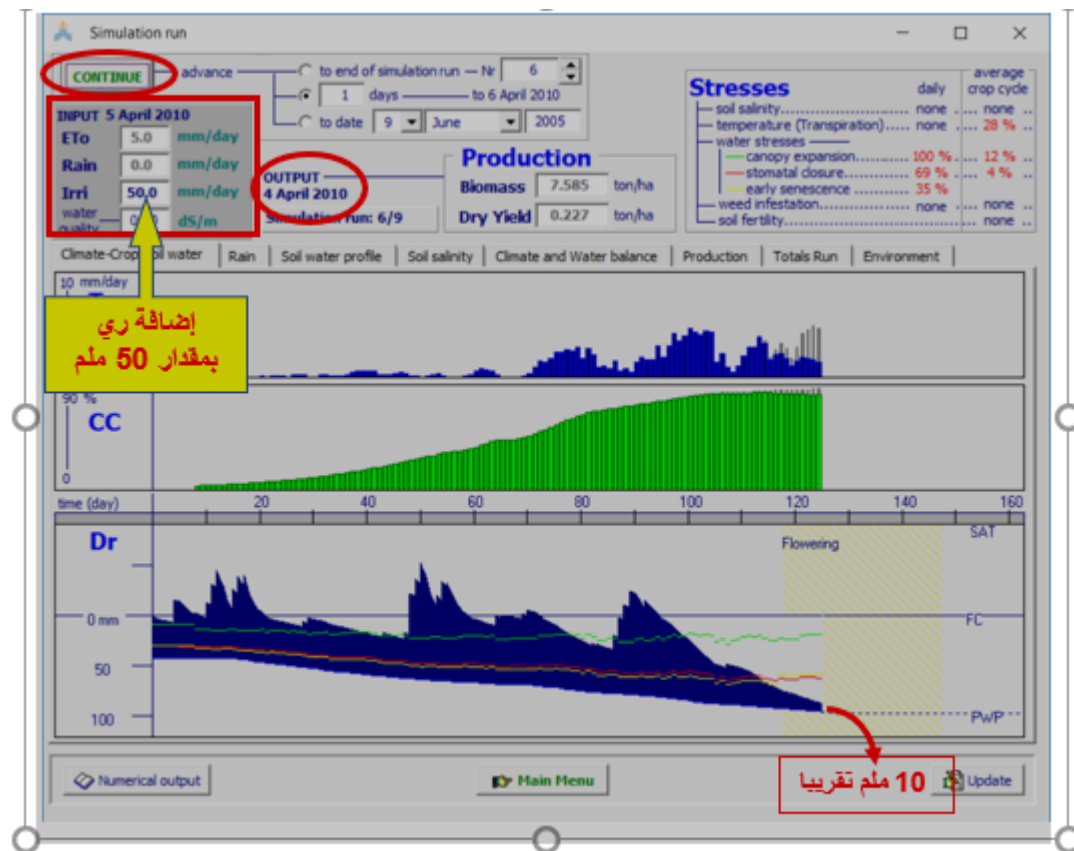 Simulation run
CONTINUE
advance
to end of simulation run — Nr 6
1 days to 6 April 2010
to date 9 June 2005
INPUT 5 April 2010
ETo 5.0 mm/day
Rain 0.0 mm/day
Irri 50.0 mm/day
water quality dS/m
OUTPUT
4 April 2010
Simulation run: 6/9
Production
Biomass 7.585 ton/ha
Dry Yield 0.227 ton/ha
Stresses daily average crop cycle
soil salinity none none
temperature (Transpiration) none 28 %
water stresses
canopy expansion 100 % 12 %
stomatal closure 69 % 4 %
early senescence 35 %
weed infestation none none
soil fertility none
Climate-Crop-Soil water Rain Soil water profile Soil salinity Climate and Water balance Production Totals Run Environment
10 mm/day
إضافة ري
بمقدار 50 ملم
90 %
CC
0
time (day) 20 40 60 80 100 120 140 160
Dr
Flowering
SAT
0 mm
FC
50
100
PWP
10 ملم تقريبا
Numerical output
Main Menu
Update